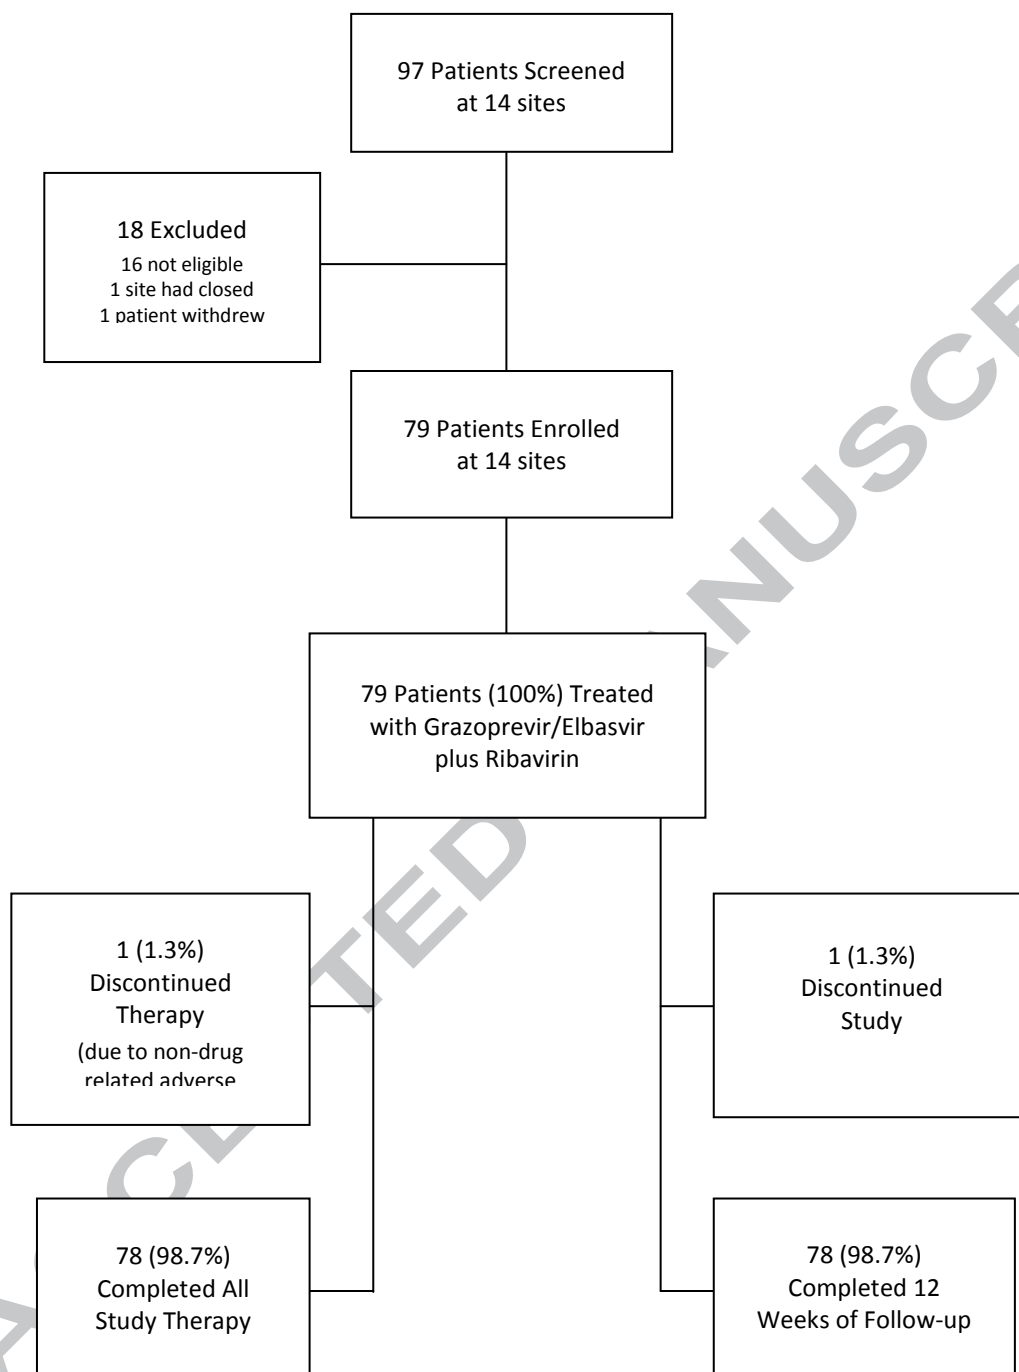 97 Patients Screened
at 14 sites
18 Excluded
16 not eligible
1 site had closed
1 patient withdrew
79 Patients Enrolled
at 14 sites
79 Patients (100%) Treated
with Grazoprevir/Elbasvir
plus Ribavirin
1 (1.3%)
Discontinued
Therapy
(due to non-drug
related adverse
1 (1.3%)
Discontinued
Study
78 (98.7%)
Completed All
Study Therapy
78 (98.7%)
Completed 12
Weeks of Follow-up